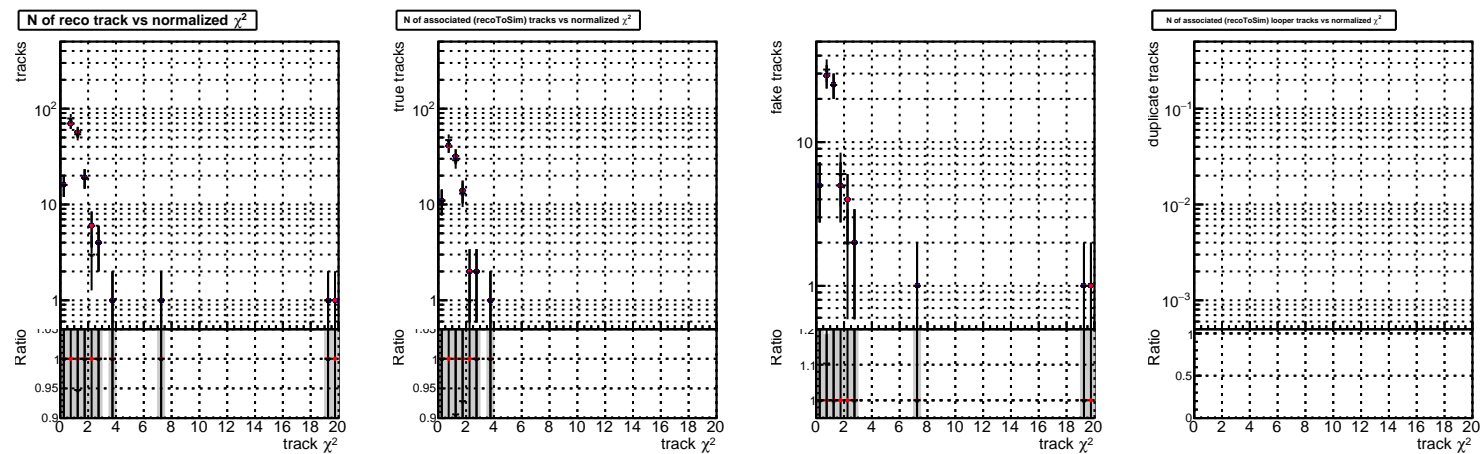 N of reco track vs normalized χ²
tracks
10²
10
1
1.05
Ratio
1
0.95
0.9
0 2 4 6 8 10 12 14 16 18 20
track χ²
N of associated (recoToSim) tracks vs normalized χ²
true tracks
10²
10
1
1.05
Ratio
1
0.95
0.9
0 2 4 6 8 10 12 14 16 18 20
track χ²
fake tracks
10
1
1.2
Ratio
1.1
1
0 2 4 6 8 10 12 14 16 18 20
track χ²
N of associated (recoToSim) looper tracks vs normalized χ²
duplicate tracks
10⁻¹
10⁻²
10⁻³
Ratio
1
0.5
0
0 2 4 6 8 10 12 14 16 18 20
track χ²